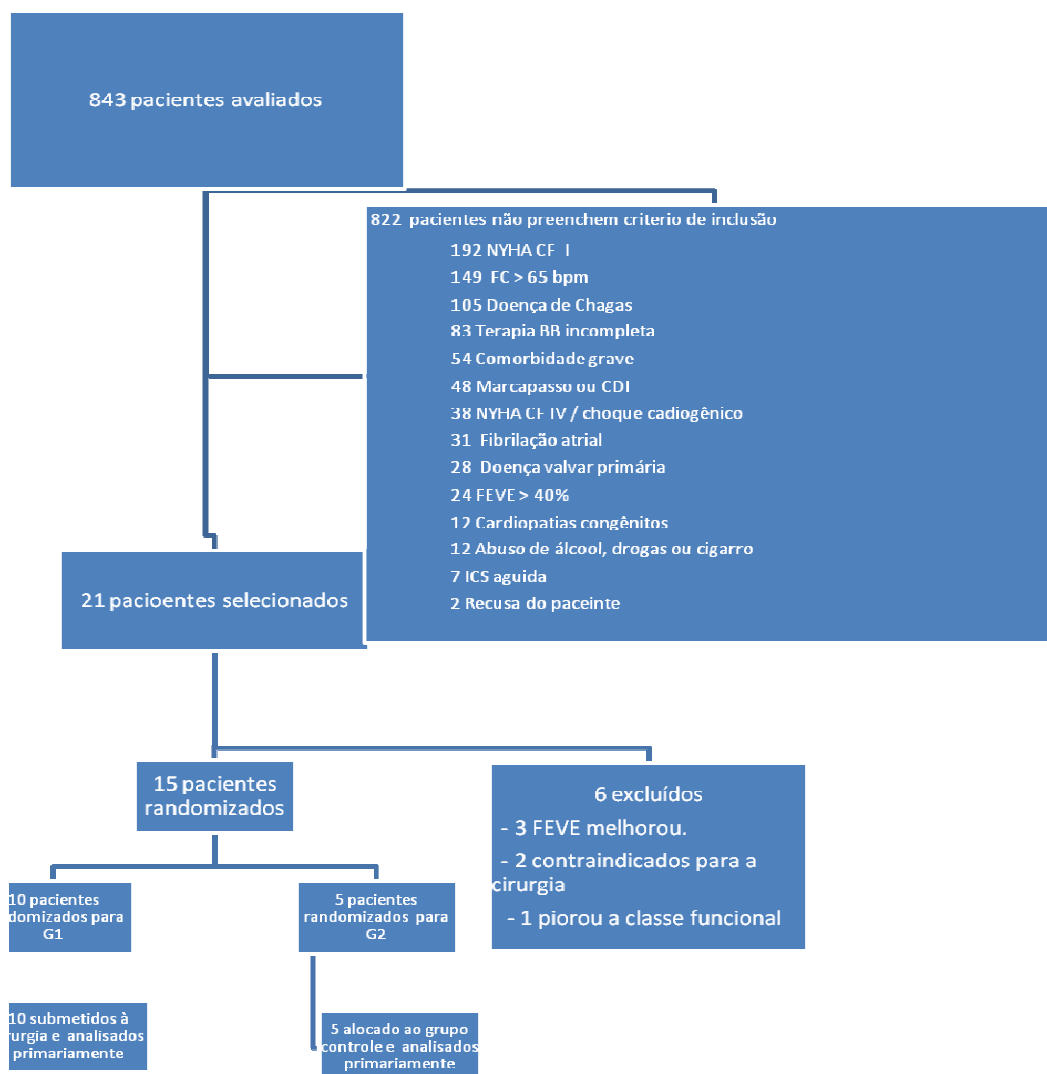 843 pacientes avaliados
822 pacientes não preenchem criterio de inclusão
192 NYHA CF I
149 FC > 65 bpm
105 Doença de Chagas
83 Terapia BB incompleta
54 Comorbidade grave
48 Marcapasso ou CDI
38 NYHA CF IV / choque cadiogênico
31 Fibrilação atrial
28 Doença valvar primária
24 FEVE > 40%
12 Cardiopatias congênitos
12 Abuso de álcool, drogas ou cigarro
7 ICS aguida
2 Recusa do paceinte
21 pacioentes selecionados
15 pacientes
randomizados
6 excluídos
- 3 FEVE melhorou.
- 2 contraindicados para a
cirurgia
- 1 piorou a classe funcional
10 pacientes
domizados para
G1
5 pacientes
randomizados para
G2
10 submetidos à
rurgia e analisados
primariamente
5 alocado ao grupo
controle e analisados
primariamente